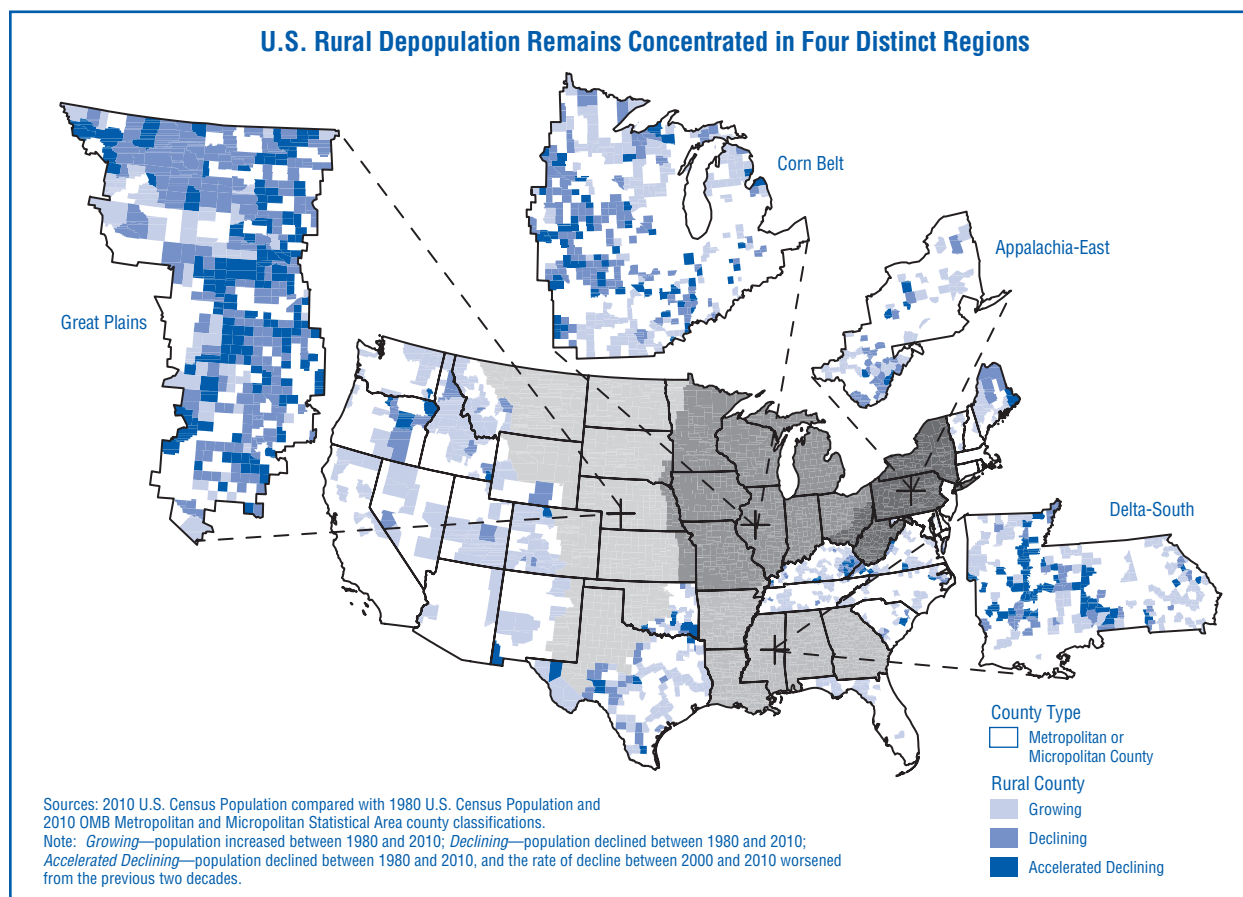 U.S. Rural Depopulation Remains Concentrated in Four Distinct Regions
Corn Belt
Appalachia-East
Great Plains
Delta-South
County Type
Metropolitan or
Micropolitan County
Rural County
Growing
Declining
Accelerated Declining
Sources: 2010 U.S. Census Population compared with 1980 U.S. Census Population and
2010 OMB Metropolitan and Micropolitan Statistical Area county classifications.
Note: Growing—population increased between 1980 and 2010; Declining—population declined between 1980 and 2010;
Accelerated Declining—population declined between 1980 and 2010, and the rate of decline between 2000 and 2010 worsened
from the previous two decades.